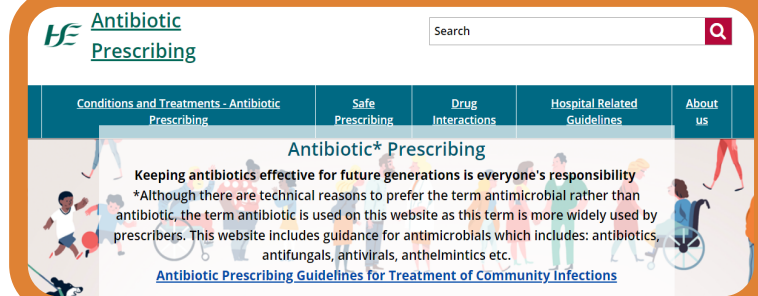 HE Antibiotic
Prescribing
Search
Conditions and Treatments - Antibiotic
Prescribing
Safe
Prescribing
Drug
Interactions
Hospital Related
Guidelines
About
us
Antibiotic* Prescribing
Keeping antibiotics effective for future generations is everyone's responsibility
*Although there are technical reasons to prefer the term antimicrobial rather than
antibiotic, the term antibiotic is used on this website as this term is more widely used by
prescribers. This website includes guidance for antimicrobials which includes: antibiotics,
antifungals, antivirals, anthelmintics etc.
Antibiotic Prescribing Guidelines for Treatment of Community Infections